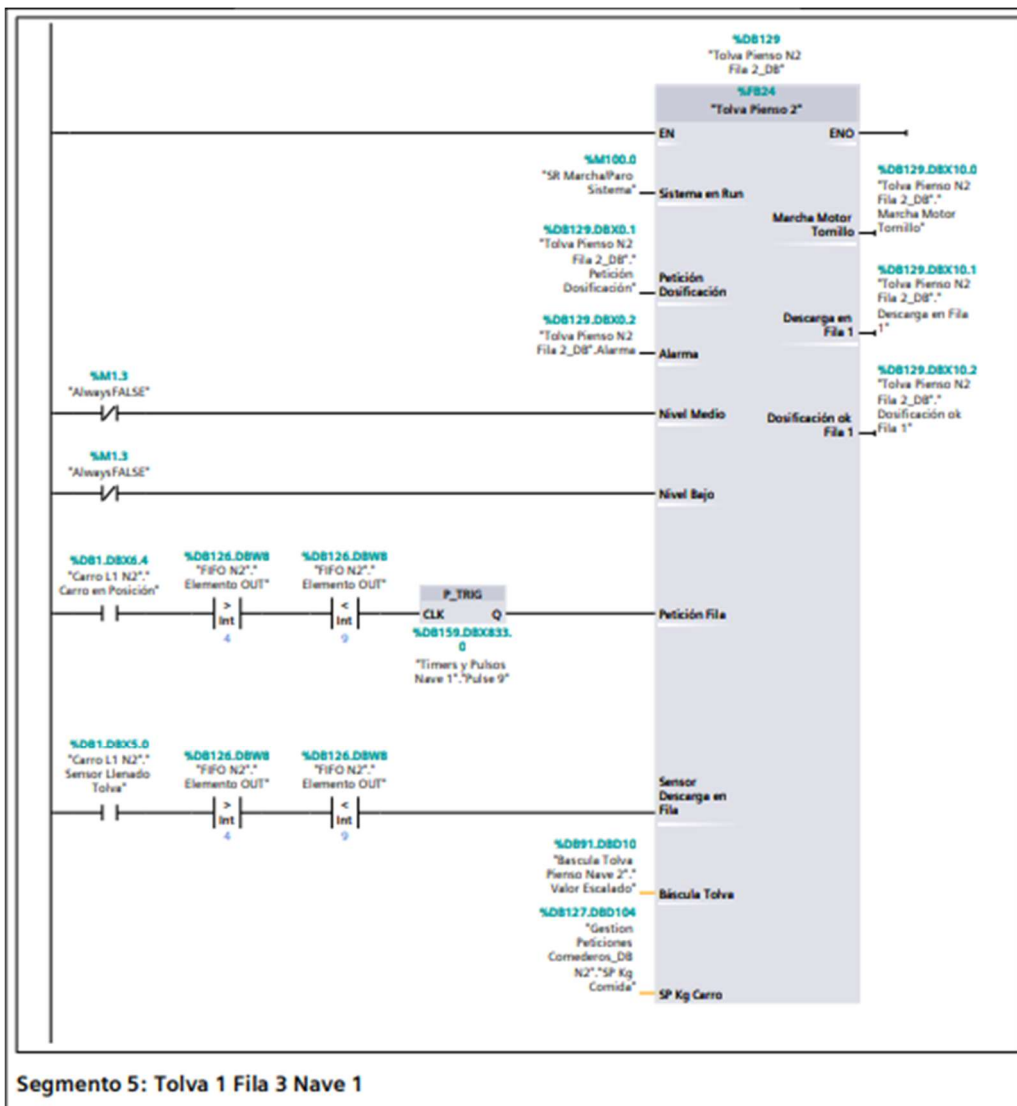 %DB129
"Tolva Pienso N2
Fila 2_DB"
%FB24
"Tolva Pienso 2"
EN
ENO
%M100.0
"SR Marcha/Paro
Sistema"
Sistema en Run
%DB129.DBX10.0
"Tolva Pienso N2
Fila 2_DB"."
Marcha Motor
Tornillo"
Marcha Motor
Tornillo
%DB129.DBX0.1
"Tolva Pienso N2
Fila 2_DB"."
Petición
Dosificación"
Petición
Dosificación
%DB129.DBX10.1
"Tolva Pienso N2
Fila 2_DB"."
Descarga en Fila
1"
Descarga en
Fila 1
%DB129.DBX0.2
"Tolva Pienso N2
Fila 2_DB".Alarma
Alarma
%DB129.DBX10.2
"Tolva Pienso N2
Fila 2_DB"."
Dosificación ok
Fila 1"
Dosificación ok
Fila 1
%M1.3
"AlwaysFALSE"
Nivel Medio
%M1.3
"AlwaysFALSE"
Nivel Bajo
%DB1.DBX6.4
"Carro L1 N2"."
Carro en Posición"
%DB126.DBW8
"FIFO N2"."
Elemento OUT"
>
Int
4
%DB126.DBW8
"FIFO N2"."
Elemento OUT"
<
Int
9
P_TRIG
CLK Q
%DB159.DBX833.
0
"Timers y Pulsos
Nave 1"."Pulse 9"
Petición Fila
%DB1.DBX5.0
"Carro L1 N2"."
Sensor Llenado
Tolva"
%DB126.DBW8
"FIFO N2"."
Elemento OUT"
>
Int
4
%DB126.DBW8
"FIFO N2"."
Elemento OUT"
<
Int
9
Sensor
Descarga en
Fila
%DB91.DBD10
"Bascula Tolva
Pienso Nave 2"."
Valor Escalado"
Báscula Tolva
%DB127.DBD104
"Gestion
Peticiones
Comederos_DB
N2"."SP Kg
Comida"
SP Kg Carro
Segmento 5: Tolva 1 Fila 3 Nave 1